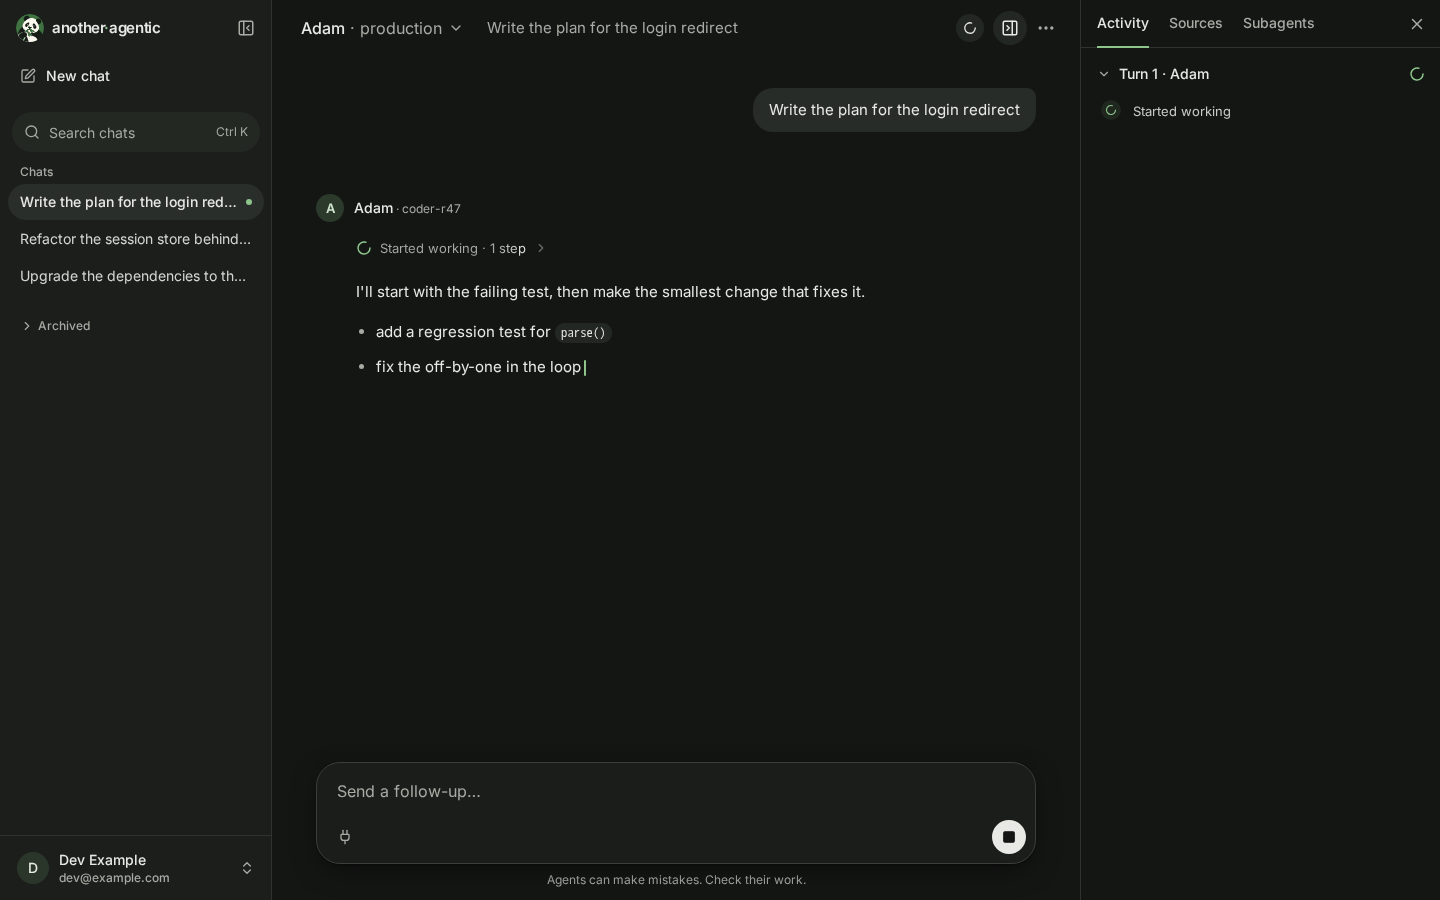 another·agentic
New chat
Search chats Ctrl K
Chats
Write the plan for the login red...
Refactor the session store behind...
Upgrade the dependencies to th...
Archived
D
Dev Example
dev@example.com
Adam · production
Write the plan for the login redirect
Write the plan for the login redirect
A
Adam · coder-r47
Started working · 1 step
I'll start with the failing test, then make the smallest change that fixes it.
• add a regression test for parse()
• fix the off-by-one in the loop
Send a follow-up...
Agents can make mistakes. Check their work.
Activity Sources Subagents
Turn 1 · Adam
Started working